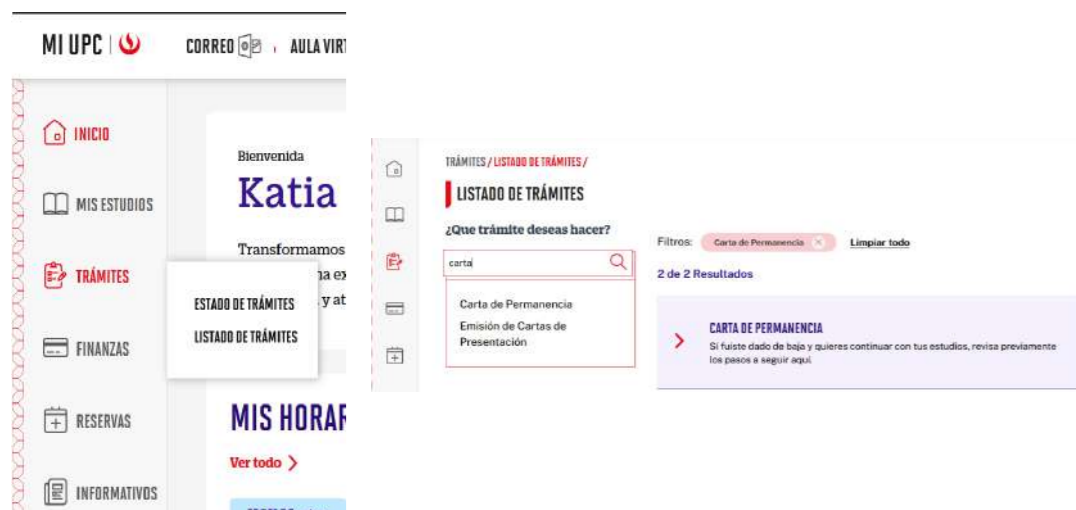 MI UPC
CORREO
AULA VIRT
INICIO
MIS ESTUDIOS
TRÁMITES
FINANZAS
RESERVAS
INFORMATIVOS
Bienvenida
Katia
Transformamos
na ex
y at
ESTADO DE TRÁMITES
LISTADO DE TRÁMITES
MIS HORAR
Ver todo
TRÁMITES / LISTADO DE TRÁMITES /
LISTADO DE TRÁMITES
¿Que trámite deseas hacer?
carta
Carta de Permanencia
Emisión de Cartas de
Presentación
Filtros: Carta de Permanencia Limpiar todo
2 de 2 Resultados
CARTA DE PERMANENCIA
Si fuiste dado de baja y quieres continuar con tus estudios, revisa previamente
los pasos a seguir aquí.